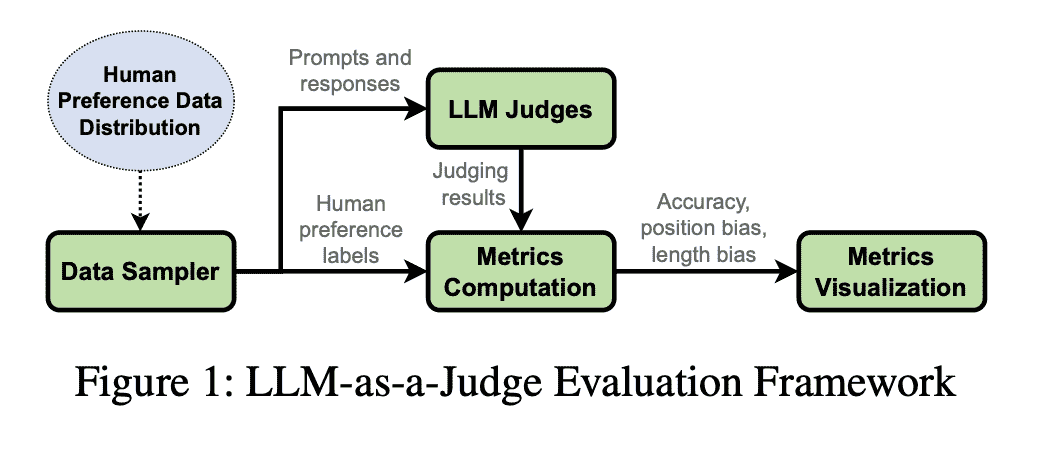 Human
Preference Data
Distribution
Prompts and
responses
LLM Judges
Judging
results
Human
preference
labels
Data Sampler
Metrics
Computation
Accuracy,
position bias,
length bias
Metrics
Visualization
Figure 1: LLM-as-a-Judge Evaluation Framework